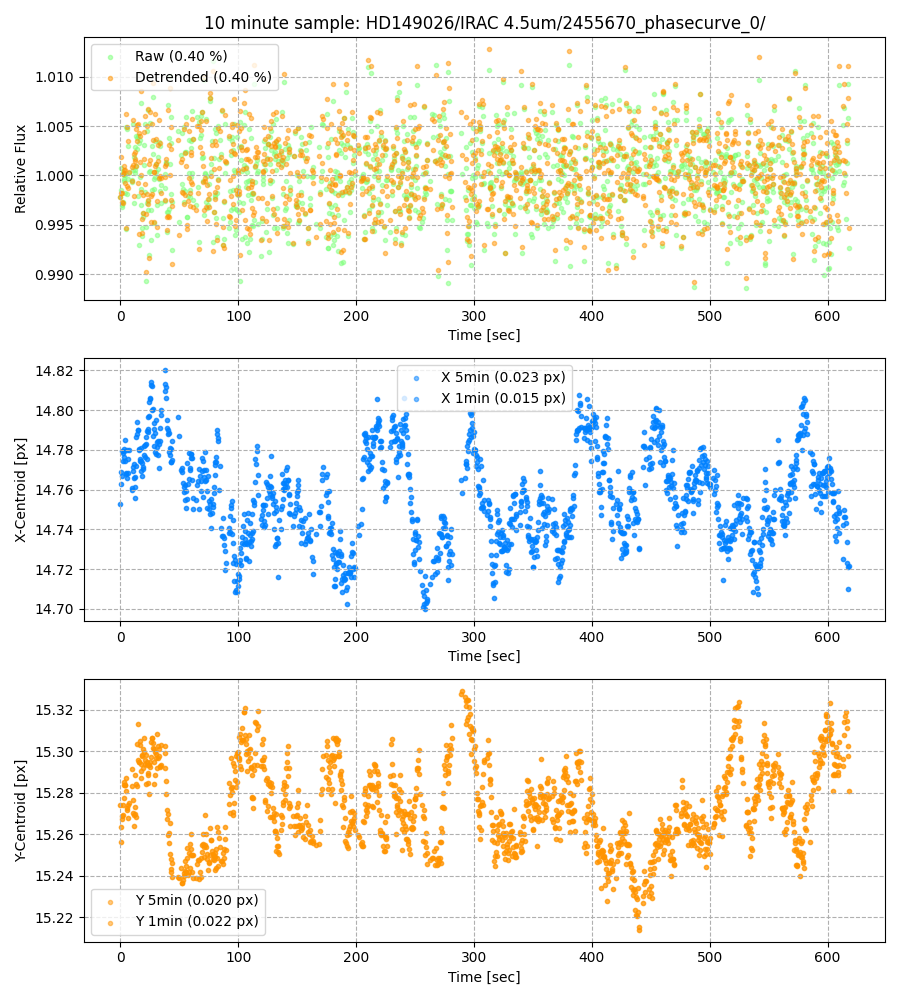 10 minute sample: HD149026/IRAC 4.5um/2455670_phasecurve_0/
Raw (0.40 %)
Detrended (0.40 %)
Relative Flux
1.010
1.005
1.000
0.995
0.990
0 100 200 300 400 500 600
Time [sec]
X 5min (0.023 px)
X 1min (0.015 px)
X-Centroid [px]
14.82
14.80
14.78
14.76
14.74
14.72
14.70
0 100 200 300 400 500 600
Time [sec]
Y-Centroid [px]
15.32
15.30
15.28
15.26
15.24
15.22
Y 5min (0.020 px)
Y 1min (0.022 px)
0 100 200 300 400 500 600
Time [sec]